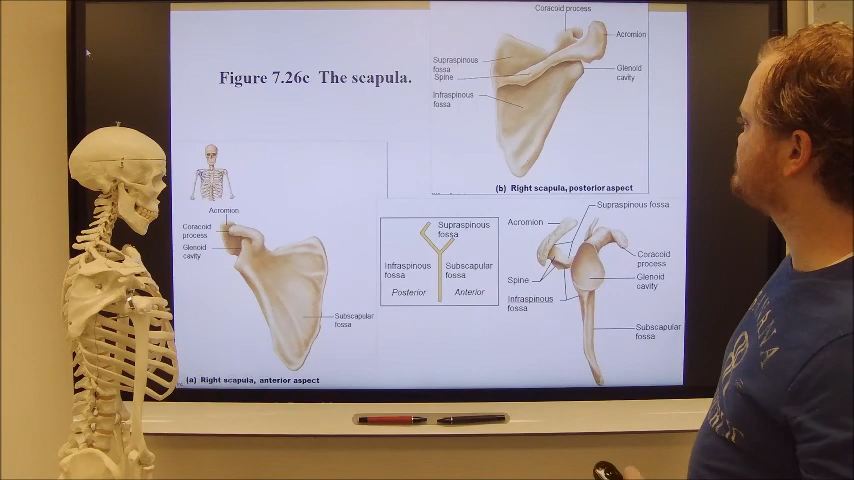 Figure 7.26c The scapula.
Coracoid process
Acromion
Supraspinous
fossa
Spine
Glenoid
cavity
Infraspinous
fossa
(b) Right scapula, posterior aspect
Acromion
Coracoid
process
Glenoid
cavity
Subscapular
fossa
(a) Right scapula, anterior aspect
Supraspinous
fossa
Infraspinous
fossa
Subscapular
fossa
Posterior
Anterior
Supraspinous fossa
Acromion
Coracoid
process
Glenoid
cavity
Spine
Infraspinous
fossa
Subscapular
fossa